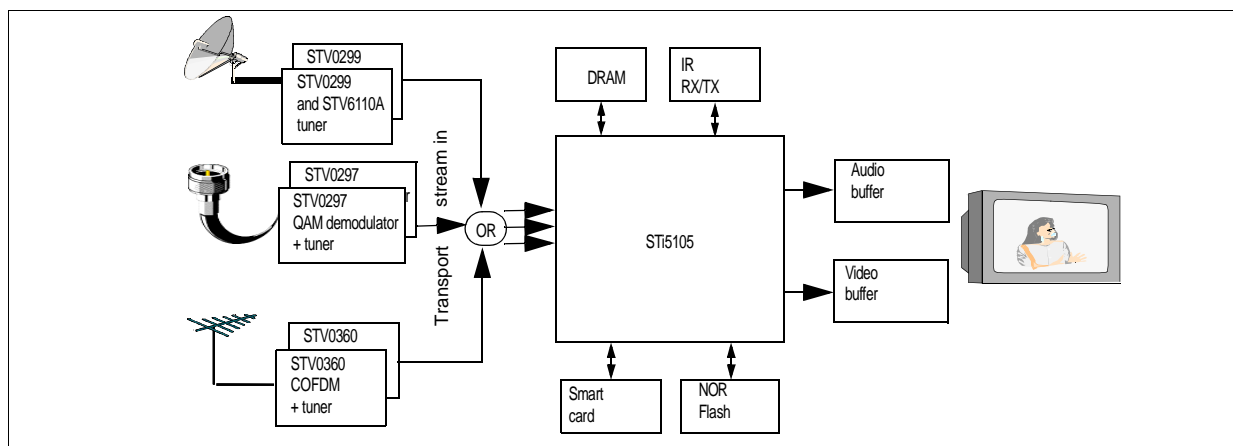 STV0299
STV0299
and STV6110A
tuner
STV0297
STV0297
QAM demodulator
+ tuner
STV0360
STV0360
COFDM
+ tuner
Transport stream in
OR
DRAM
IR
RX/TX
STi5105
Smart
card
NOR
Flash
Audio
buffer
Video
buffer